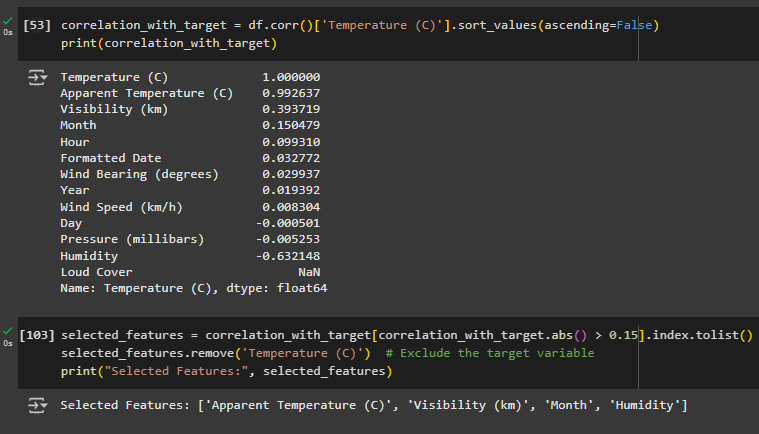 [53] correlation_with_target = df.corr()['Temperature (C)'].sort_values(ascending=False)
0s
print(correlation_with_target)
Temperature (C) 1.000000
Apparent Temperature (C) 0.992637
Visibility (km) 0.393719
Month 0.150479
Hour 0.099310
Formatted Date 0.032772
Wind Bearing (degrees) 0.029937
Year 0.019392
Wind Speed (km/h) 0.008304
Day -0.000501
Pressure (millibars) -0.005253
Humidity -0.632148
Loud Cover NaN
Name: Temperature (C), dtype: float64
[103] selected_features = correlation_with_target[correlation_with_target.abs() > 0.15].index.tolist()
0s
selected_features.remove('Temperature (C)') # Exclude the target variable
print("Selected Features:", selected_features)
Selected Features: ['Apparent Temperature (C)', 'Visibility (km)', 'Month', 'Humidity']